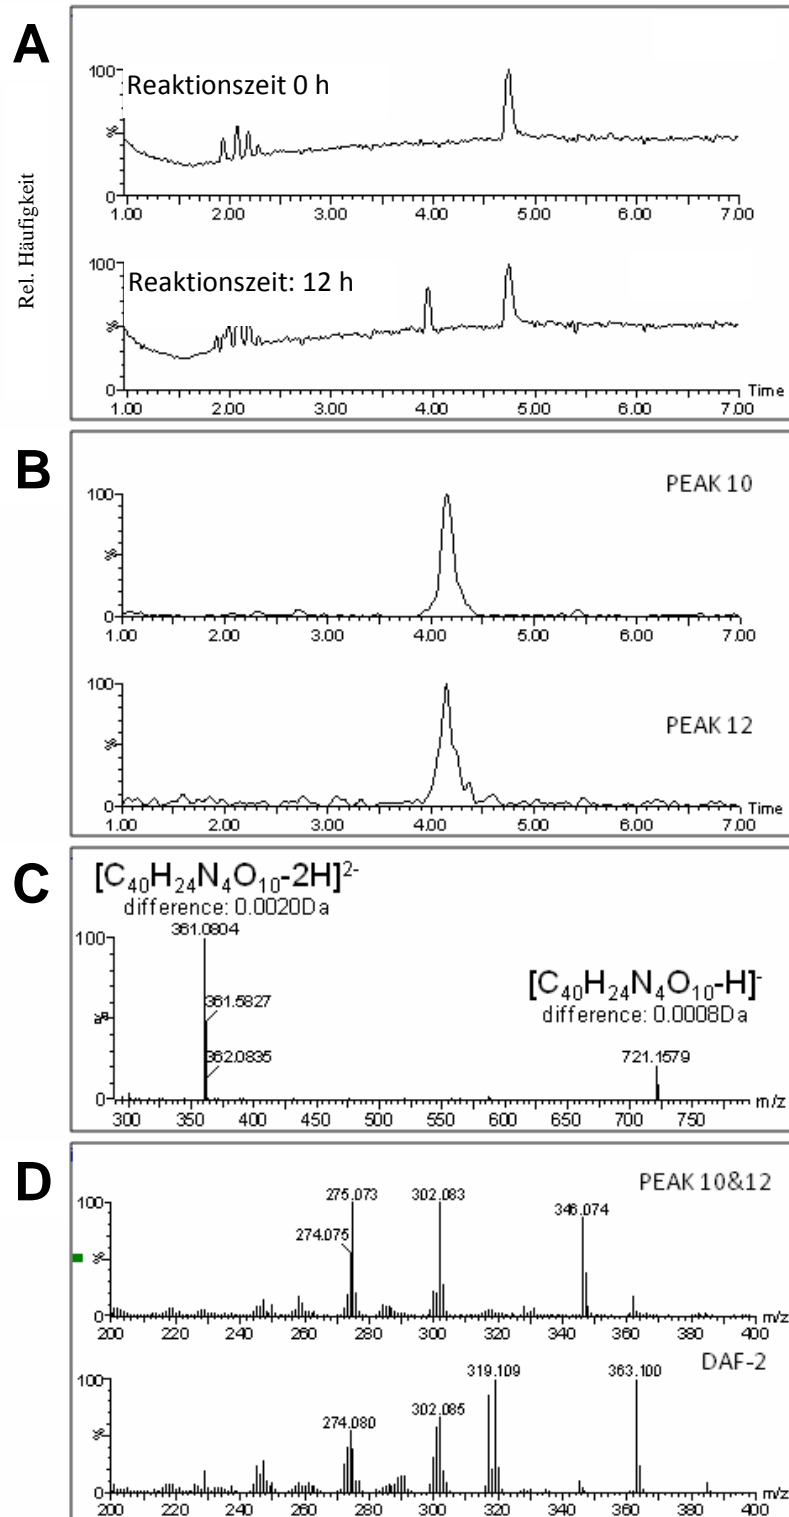 A
Rel. Häufigkeit
100
Reaktionszeit 0 h
%
0
1.00 2.00 3.00 4.00 5.00 6.00 7.00
100
Reaktionszeit: 12 h
%
0
Time
1.00 2.00 3.00 4.00 5.00 6.00 7.00
B
PEAK 10
100
%
0
1.00 2.00 3.00 4.00 5.00 6.00 7.00
PEAK 12
100
%
0
Time
1.00 2.00 3.00 4.00 5.00 6.00 7.00
C
[C₄₀H₂₄N₄O₁₀-2H]²⁻
difference: 0.0020Da
361.0804
100
361.5827
%
362.0835
[C₄₀H₂₄N₄O₁₀-H]⁻
difference: 0.0008Da
721.1579
0
m/z
300 350 400 450 500 550 600 650 700 750
D
PEAK 10&12
275.073 302.083
100
346.074
274.075
%
0
m/z
200 220 240 260 280 300 320 340 360 380 400
DAF-2
319.109 363.100
100
302.085
274.080
%
0
m/z
200 220 240 260 280 300 320 340 360 380 400